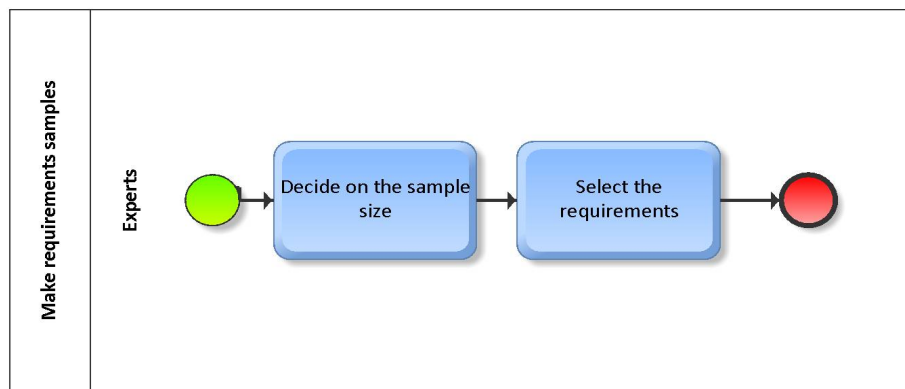 Make requirements samples
Experts
Decide on the sample
size
Select the
requirements